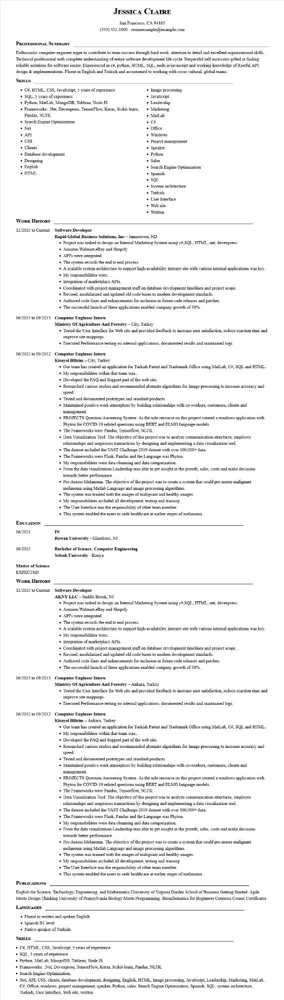 Jessica Claire
San Francisco, CA 94105
(555) 432-1000 - resumesample@example.com
Professional Summary
Enthusiastic computer engineer eager to contribute to team success through hard work, attention to detail and excellent organizational skills.
Technical professional with complete understanding of entire software development life cycle. Respectful self-motivator gifted at finding
reliable solutions for software issues. Experienced in c#, python, HTML, SQL, node.js/javascript and working knowledge of Restful API
design & implementations. Fluent in English and Turkish and accustomed to working with cross-cultural, global teams.
Skills
• C#, HTML, CSS, JavaScript, 5 years of experience
• SQL, 5 years of experience
• Python, MatLab, MongoDB, Tableau, Node JS
• Frameworks: .Net, Devexpress, TensorFlow, Keras, Scikit-learn,
Pandas, NLTK.
• Search Engine Optimization
• Net
• API
• CSS
• Clients
• Database development
• Designing
• English
• HTML
• Image processing
• JavaScript
• Leadership
• Marketing
• MatLab
• C#
• Office
• Windows
• Project management
• Speaker
• Python
• Sales
• Search Engine Optimization
• Spanish
• SQL
• System architecture
• Turkish
• User Interface
• Web site
• Written
Work History
12/2015 to Current Software Developer
Rapid Global Business Solutions, Inc – Jamestown, ND
• Project was tasked to design an Internal Marketing System using c#,SQL, HTML,.net, devexpress.
• Amazon,Walmart,eBay and Shopify.
• API's were integrated.
• The system records the end to end process.
• A scalable system architecture to support high-availability Internet site with various internal applications was key.
• My responsibilities were:.
• Integration of marketplace APIs.
• Coordinated with project management staff on database development timelines and project scope.
• Revised, modularized and updated old code bases to modern development standards.
• Authored code fixes and enhancements for inclusion in future code releases and patches.
• The successful launch of these applications enabled company growth of 30%.
06/2013 to 09/2013 Computer Engineer Intern
Ministry Of Agriculture And Forestry – City, Turkey
• Tested the User Interface for Web site and provided feedback to increase user satisfaction, reduce reaction time and
improve site mappings.
• Executed Performance testing on internal applications, documented results and maintained logs.
06/2012 to 09/2012 Computer Engineer Intern
Kisayol Bilisim – City, Turkey
• Our team has created an application for Turkish Patent and Trademark Office using MatLab, C#, SQL and HTML.
• My responsibilities within that team was:.
• Developed the FAQ and Support part of the web site.
• Researched various studies and recommended alternate algorithms for Image processing to increase accuracy and
speed.
• Tested and documented prototypes and standard products.
• Maintained positive work atmosphere by building relationships with co-workers, customers, clients and
management.
• PROJECTS Question Answering System: As the sole resource on this project created a windows application with
Phyton for COVID-19 related questions using BERT and ELMO language models.
• The Frameworks were Pandas, Tensorflow, NLTK.
• Data Visualization Tool: The objective of this project was to analyze communication structures, employee
relationships and suspicious transactions by designing and implementing a data visualization tool.
• The dataset included the VAST Challenge 2019 dataset with over 100,000+ data.
• The Frameworks were Flask, Pandas and the Language was Phyton.
• My responsibilities were data cleansing and data categorization.
• From the data visualization Leadership was able to get insight in the growth, sales, costs and make decisions
towards better performance.
• Pre-Assess Melanoma: The objective of the project was to create a system that could pre-assess malignant
melanoma using Matlab Language and image processing algorithms.
• The system was trained with the images of malignant and healthy images.
• My responsibilities included all development, testing and training.
• The User Interface was the responsibility of other team member.
• This system enabled the users to seek healthcare at earlier stages of melanoma.
Education
06/2021 IN
Rowan University - Glassboro, NJ
06/2015 Bachelor of Science: Computer Engineering
Selcuk University - Konya
Master of Science
EXPECTED
Work History
12/2015 to Current Software Developer
AKNY LLC – Saddle Brook, NJ
• Project was tasked to design an Internal Marketing System using c#,SQL, HTML,.net, devexpress.
• Amazon,Walmart,eBay and Shopify.
• API's were integrated.
• The system records the end to end process.
• A scalable system architecture to support high-availability Internet site with various internal applications was key.
• My responsibilities were:.
• Integration of marketplace APIs.
• Coordinated with project management staff on database development timelines and project scope.
• Revised, modularized and updated old code bases to modern development standards.
• Authored code fixes and enhancements for inclusion in future code releases and patches.
• The successful launch of these applications enabled company growth of 30%.
06/2013 to 09/2013 Computer Engineer Intern
Ministry Of Agriculture And Forestry – Ankara, Turkey
• Tested the User Interface for Web site and provided feedback to increase user satisfaction, reduce reaction time and
improve site mappings.
• Executed Performance testing on internal applications, documented results and maintained logs.
06/2012 to 09/2012 Computer Engineer Intern
Kisayol Bilisim – Ankara, Turkey
• Our team has created an application for Turkish Patent and Trademark Office using MatLab, C#, SQL and HTML.
• My responsibilities within that team was:.
• Developed the FAQ and Support part of the web site.
• Researched various studies and recommended alternate algorithms for Image processing to increase accuracy and
speed.
• Tested and documented prototypes and standard products.
• Maintained positive work atmosphere by building relationships with co-workers, customers, clients and
management.
• PROJECTS Question Answering System: As the sole resource on this project created a windows application with
Phyton for COVID-19 related questions using BERT and ELMO language models.
• The Frameworks were Pandas, Tensorflow, NLTK.
• Data Visualization Tool: The objective of this project was to analyze communication structures, employee
relationships and suspicious transactions by designing and implementing a data visualization tool.
• The dataset included the VAST Challenge 2019 dataset with over 100,000+ data.
• The Frameworks were Flask, Pandas and the Language was Phyton.
• My responsibilities were data cleansing and data categorization.
• From the data visualization Leadership was able to get insight in the growth, sales, costs and make decisions
towards better performance.
• Pre-Assess Melanoma: The objective of the project was to create a system that could pre-assess malignant
melanoma using Matlab Language and image processing algorithms.
• The system was trained with the images of malignant and healthy images.
• My responsibilities included all development, testing and training.
• The User Interface was the responsibility of other team member.
• This system enabled the users to seek healthcare at earlier stages of melanoma.
Publications
English for Science, Technology, Engineering, and Mathematics University of Virginia Darden School of Business Getting Started: Agile
Meets Design Thinking University of Pennsylvania Biology Meets Programming: Bioinformatics for Beginners Coursera Course Certificates
Languages
• Fluent in written and spoken English
• Spanish B1 level
• Native speaker of Turkish
Skills
• C#, HTML, CSS, JavaScript, 5 years of experience
• SQL, 5 years of experience
• Python, MatLab, MongoDB, Tableau, Node JS
• Frameworks: .Net, Devexpress, TensorFlow, Keras, Scikit-learn, Pandas, NLTK.
• Search Engine Optimization,
• Net, API, CSS, clients, database development, designing, English, HTML, Image processing, JavaScript, Leadership, Marketing, MatLab,
C#, Office, windows, project management, speaker, Python, sales, Search Engine Optimization, Spanish, SQL, system architecture,
Turkish, User Interface, Web site, written